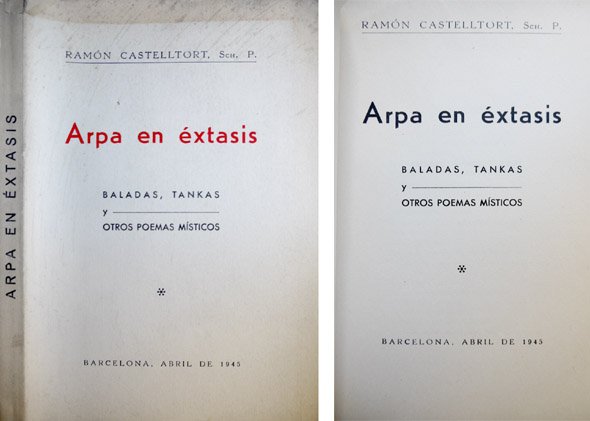 ARPA EN ÉXTASIS
RAMÓN CASTELLTORT, SCH. P.
Arpa en éxtasis
BALADAS, TANKAS
y
OTROS POEMAS MÍSTICOS
*
BARCELONA, ABRIL DE 1945
RAMÓN CASTELLTORT, SCH. P.
Arpa en éxtasis
BALADAS, TANKAS
y
OTROS POEMAS MÍSTICOS
*
BARCELONA, ABRIL DE 1945